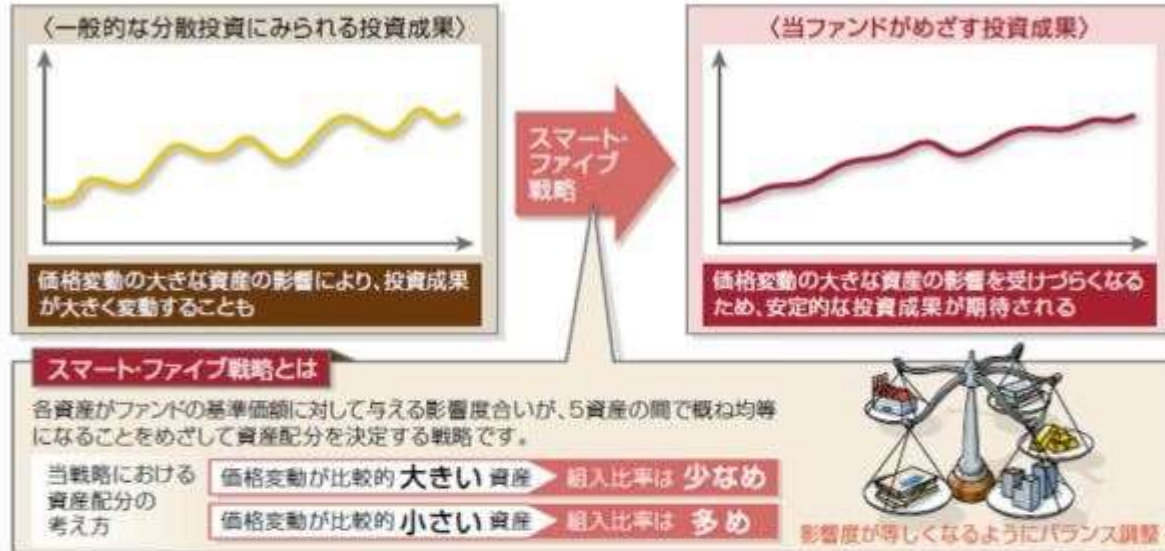 〈一般的な分散投資にみられる投資成果〉
価格変動の大きな資産の影響により、投資成果
が大きく変動することも
スマート・
ファイブ
戦略
〈当ファンドがめざす投資成果〉
価格変動の大きな資産の影響を受けづらくなる
ため、安定的な投資成果が期待される
スマート・ファイブ戦略とは
各資産がファンドの基準価額に対して与える影響度合いが、5資産の間で概ね均等
になることをめざして資産配分を決定する戦略です。
当戦略における
資産配分の
考え方
価格変動が比較的 大きい 資産 組入比率は 少なめ
価格変動が比較的 小さい 資産 組入比率は 多め
影響度が等しくなるようにバランス調整